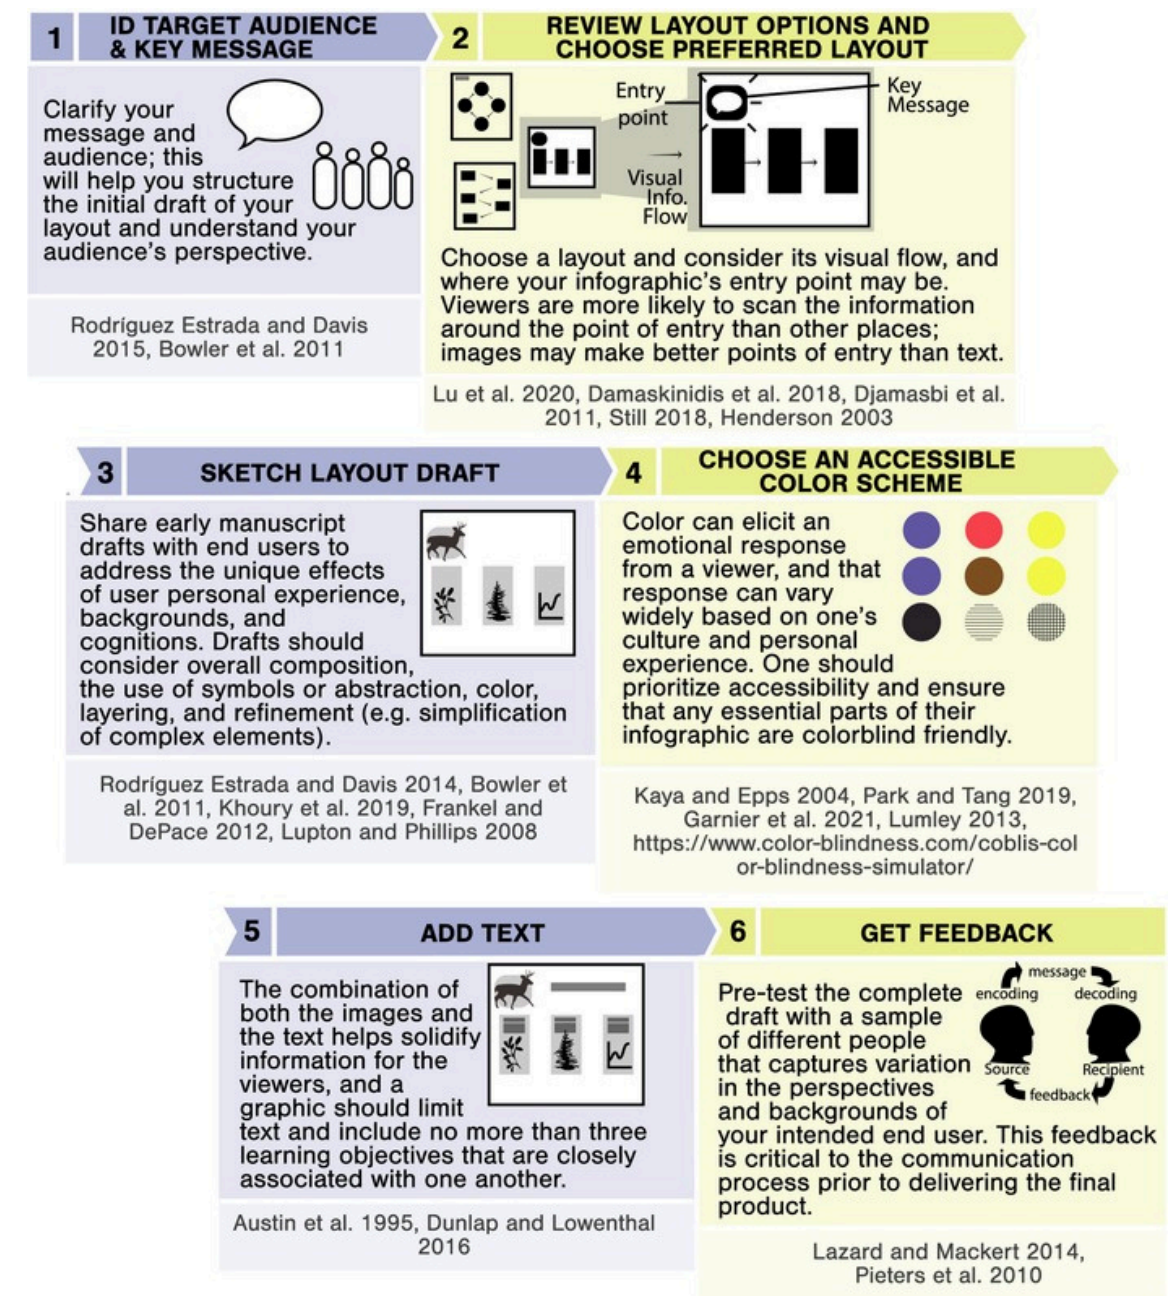 1
ID TARGET AUDIENCE
& KEY MESSAGE
Clarify your
message and
audience; this
will help you structure
the initial draft of your
layout and understand your
audience's perspective.
Rodríguez Estrada and Davis
2015, Bowler et al. 2011
2
REVIEW LAYOUT OPTIONS AND
CHOOSE PREFERRED LAYOUT
Entry
point
Key
Message
Visual
Info.
Flow
Choose a layout and consider its visual flow, and
where your infographic's entry point may be.
Viewers are more likely to scan the information
around the point of entry than other places;
images may make better points of entry than text.
Lu et al. 2020, Damaskinidis et al. 2018, Djamasbi et al.
2011, Still 2018, Henderson 2003
3
SKETCH LAYOUT DRAFT
Share early manuscript
drafts with end users to
address the unique effects
of user personal experience,
backgrounds, and
cognitions. Drafts should
consider overall composition,
the use of symbols or abstraction, color,
layering, and refinement (e.g. simplification
of complex elements).
Rodríguez Estrada and Davis 2014, Bowler et
al. 2011, Khoury et al. 2019, Frankel and
DePace 2012, Lupton and Phillips 2008
4
CHOOSE AN ACCESSIBLE
COLOR SCHEME
Color can elicit an
emotional response
from a viewer, and that
response can vary
widely based on one's
culture and personal
experience. One should
prioritize accessibility and ensure
that any essential parts of their
infographic are colorblind friendly.
Kaya and Epps 2004, Park and Tang 2019,
Garnier et al. 2021, Lumley 2013,
https://www.color-blindness.com/coblis-col
or-blindness-simulator/
5
ADD TEXT
The combination of
both the images and
the text helps solidify
information for the
viewers, and a
graphic should limit
text and include no more than three
learning objectives that are closely
associated with one another.
Austin et al. 1995, Dunlap and Lowenthal
2016
6
GET FEEDBACK
Pre-test the complete
draft with a sample
of different people
that captures variation
in the perspectives
and backgrounds of
your intended end user. This feedback
is critical to the communication
process prior to delivering the final
product.
message
encoding
decoding
Source
Recipient
feedback
Lazard and Mackert 2014,
Pieters et al. 2010